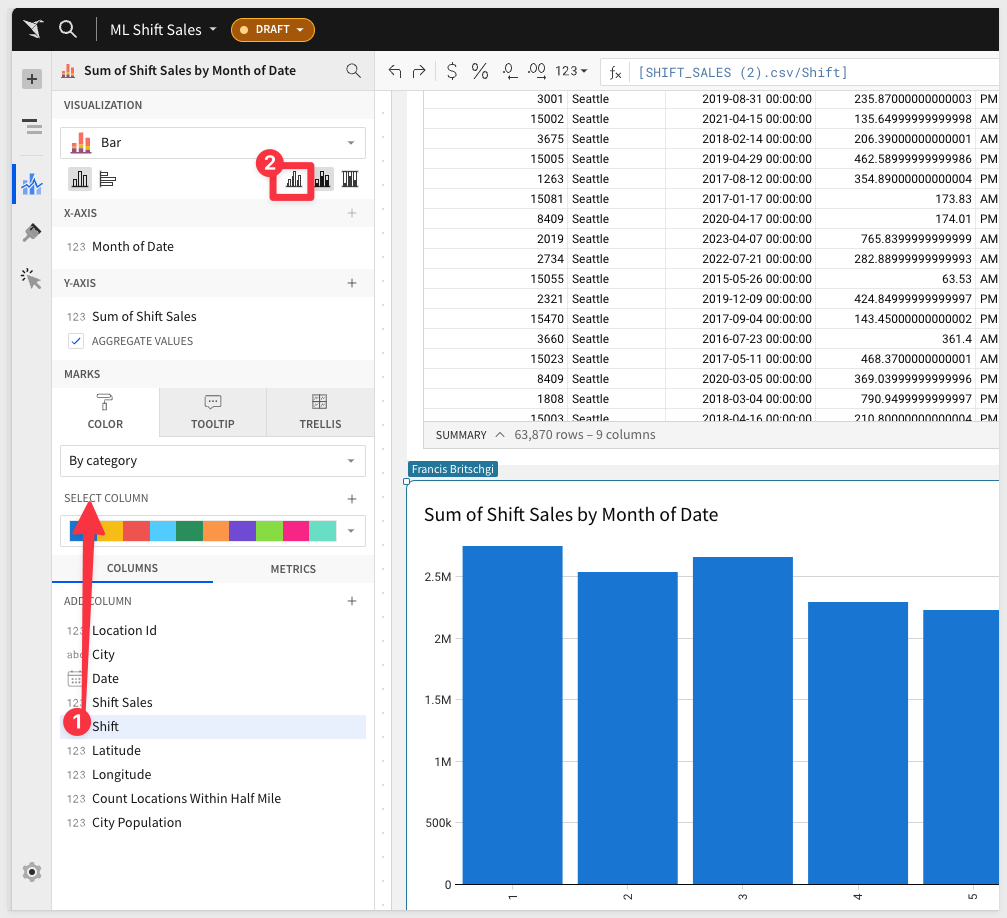 ML Shift Sales
DRAFT
Sum of Shift Sales by Month of Date
$ % .0 .00 123
fx [SHIFT_SALES (2).csv/Shift]
VISUALIZATION
Bar
2
X-AXIS
123 Month of Date
Y-AXIS
123 Sum of Shift Sales
AGGREGATE VALUES
MARKS
COLOR TOOLTIP TRELLIS
By category
SELECT COLUMN
COLUMNS METRICS
ADD COLUMN
123 Location Id
abc City
Date
123 Shift Sales
1 Shift
123 Latitude
123 Longitude
123 Count Locations Within Half Mile
123 City Population
3001 Seattle 2019-08-31 00:00:00 235.87000000000003 PM
15002 Seattle 2021-04-15 00:00:00 135.64999999999998 AM
3675 Seattle 2018-02-14 00:00:00 206.39000000000001 AM
15005 Seattle 2019-04-29 00:00:00 462.58999999999986 PM
1263 Seattle 2017-08-12 00:00:00 354.89000000000004 PM
15081 Seattle 2017-01-17 00:00:00 173.83 AM
8409 Seattle 2020-04-17 00:00:00 174.01 PM
2019 Seattle 2023-04-07 00:00:00 765.8399999999999 AM
2734 Seattle 2022-07-21 00:00:00 282.88999999999993 AM
15055 Seattle 2015-05-26 00:00:00 63.53 AM
2321 Seattle 2019-12-09 00:00:00 424.84999999999997 PM
15470 Seattle 2017-09-04 00:00:00 143.45000000000002 PM
3660 Seattle 2016-07-23 00:00:00 361.4 AM
15023 Seattle 2017-05-11 00:00:00 468.3700000000001 AM
8409 Seattle 2020-03-05 00:00:00 369.03999999999996 PM
1808 Seattle 2018-03-04 00:00:00 790.9499999999997 PM
15003 Seattle 2018-04-16 00:00:00 210.80000000000004 PM
SUMMARY 63,870 rows – 9 columns
Francis Britschgi
Sum of Shift Sales by Month of Date
2.5M
2M
1.5M
1M
500k
0
1 2 3 4 5